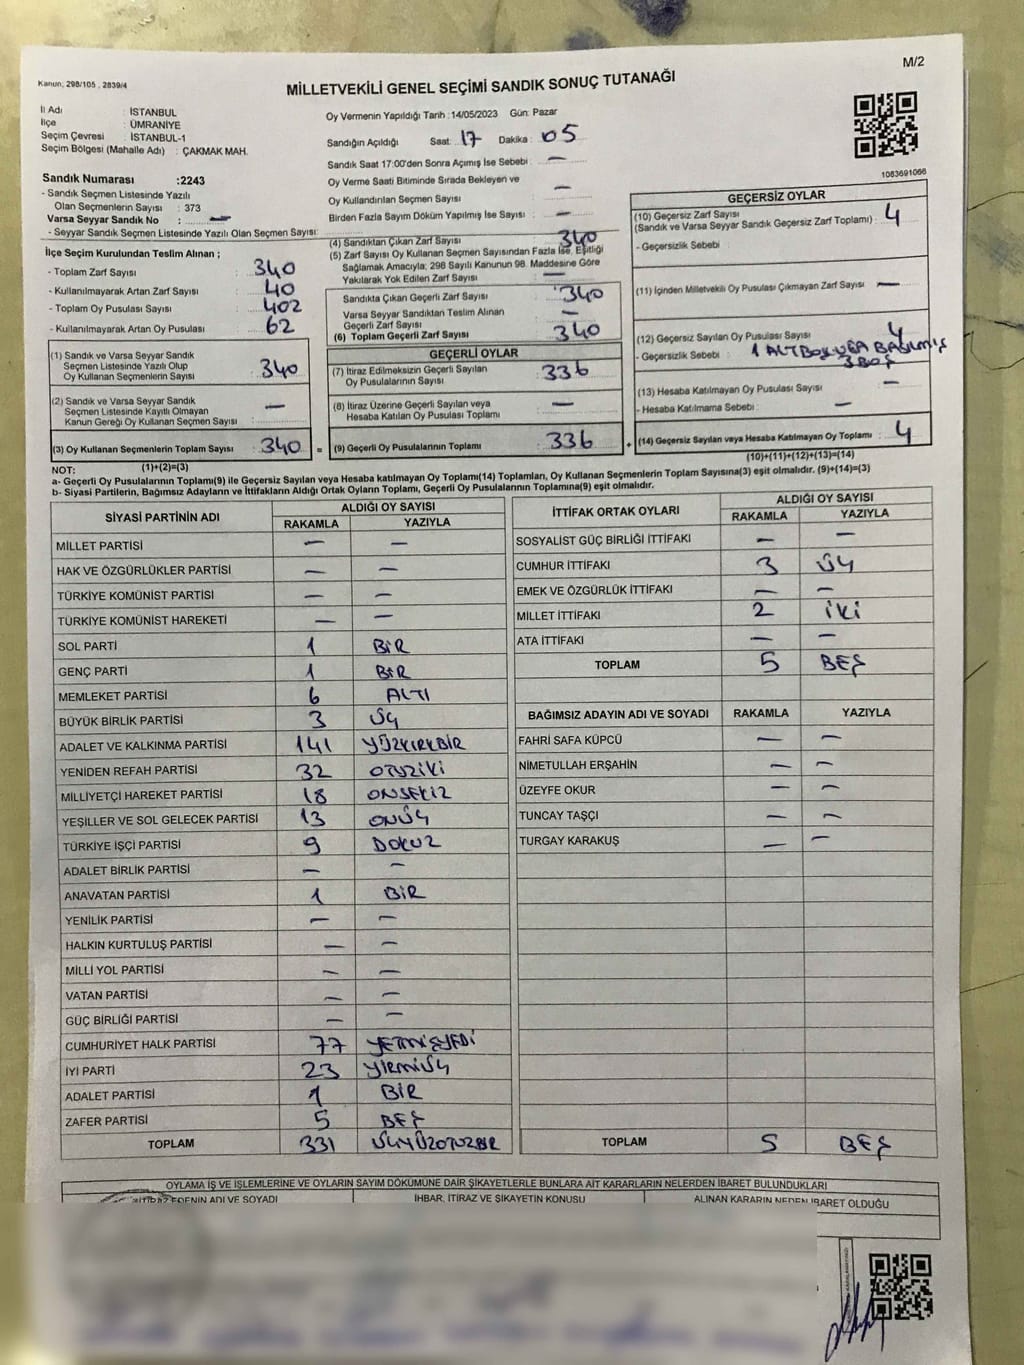 M/2
Kanun; 298/105 , 2839/4
MİLLETVEKİLİ GENEL SEÇİMİ SANDIK SONUÇ TUTANAĞI
İl Adı : İSTANBUL
İlçe : ÜMRANİYE
Seçim Çevresi : İSTANBUL-1
Seçim Bölgesi (Mahalle Adı) : ÇAKMAK MAH.
Sandık Numarası :2243
- Sandık Seçmen Listesinde Yazılı
Olan Seçmenlerin Sayısı : 373
Varsa Seyyar Sandık No : —
- Seyyar Sandık Seçmen Listesinde Yazılı Olan Seçmen Sayısı:
Oy Vermenin Yapıldığı Tarih :14/05/2023 Gün: Pazar
Sandığın Açıldığı Saat: 17 Dakika : 05
Sandık Saat 17:00'den Sonra Açımış İse Sebebi : —
Oy Verme Saati Bitiminde Sırada Bekleyen ve
Oy Kullandırılan Seçmen Sayısı : —
Birden Fazla Sayım Döküm Yapılmış İse Sayısı : —
1083691066
İlçe Seçim Kurulundan Teslim Alınan ;
- Toplam Zarf Sayısı : 340
- Kullanılmayarak Artan Zarf Sayısı : 40
- Toplam Oy Pusulası Sayısı : 402
- Kullanılmayarak Artan Oy Pusulası : 62
(1) Sandık ve Varsa Seyyar Sandık
Seçmen Listesinde Yazılı Olup
Oy Kullanan Seçmenlerin Sayısı : 340
(2) Sandık ve Varsa Seyyar Sandık
Seçmen Listesinde Kayıtlı Olmayan
Kanun Gereği Oy Kullanan Seçmen Sayısı : —
(3) Oy Kullanan Seçmenlerin Toplam Sayısı : 340 =
(4) Sandıktan Çıkan Zarf Sayısı : 340
(5) Zarf Sayısı Oy Kullanan Seçmen Sayısından Fazla İse, Eşitliği
Sağlamak Amacıyla; 298 Sayılı Kanunun 98. Maddesine Göre
Yakılarak Yok Edilen Zarf Sayısı : —
Sandıkta Çıkan Geçerli Zarf Sayısı : 340
Varsa Seyyar Sandıktan Teslim Alınan
Geçerli Zarf Sayısı : —
(6) Toplam Geçerli Zarf Sayısı : 340
GEÇERLİ OYLAR
(7) İtiraz Edilmeksizin Geçerli Sayılan
Oy Pusulalarının Sayısı : 336
(8) İtiraz Üzerine Geçerli Sayılan veya
Hesaba Katılan Oy Pusulası Toplamı : —
(9) Geçerli Oy Pusulalarının Toplamı : 336 +
GEÇERSİZ OYLAR
(10) Geçersiz Zarf Sayısı
(Sandık ve Varsa Seyyar Sandık Geçersiz Zarf Toplamı) : 4
- Geçersizlik Sebebi :
(11) İçinden Milletvekili Oy Pusulası Çıkmayan Zarf Sayısı : —
(12) Geçersiz Sayılan Oy Pusulası Sayısı : 4
- Geçersizlik Sebebi : 1 ALT BOŞLUĞA BAĞIMIŞ
3 BOŞ
(13) Hesaba Katılmayan Oy Pusulası Sayısı : —
- Hesaba Katılmama Sebebi : —
(14) Geçersiz Sayılan veya Hesaba Katılmayan Oy Toplamı : 4
NOT: (1)+(2)=(3)
(10)+(11)+(12)+(13)=(14)
a- Geçerli Oy Pusulalarının Toplamı(9) ile Geçersiz Sayılan veya Hesaba katılmayan Oy Toplamı(14) Toplamları, Oy Kullanan Seçmenlerin Toplam Sayısına(3) eşit olmalıdır. (9)+(14)=(3)
b- Siyasi Partilerin, Bağımsız Adayların ve İttifakların Aldığı Ortak Oyların Toplamı, Geçerli Oy Pusulalarının Toplamına(9) eşit olmalıdır.
SİYASİ PARTİNİN ADI ALDIĞI OY SAYISI
RAKAMLA YAZIYLA
MİLLET PARTİSİ — —
HAK VE ÖZGÜRLÜKLER PARTİSİ — —
TÜRKİYE KOMÜNİST PARTİSİ — —
TÜRKİYE KOMÜNİST HAREKETİ — —
SOL PARTİ 1 BİR
GENÇ PARTİ 1 BİR
MEMLEKET PARTİSİ 6 ALTI
BÜYÜK BİRLİK PARTİSİ 3 ÜÇ
ADALET VE KALKINMA PARTİSİ 141 YÜZKIRKBİR
YENİDEN REFAH PARTİSİ 32 OTUZİKİ
MİLLİYETÇİ HAREKET PARTİSİ 18 ONSEKİZ
YEŞİLLER VE SOL GELECEK PARTİSİ 13 ONÜÇ
TÜRKİYE İŞÇİ PARTİSİ 9 DOKUZ
ADALET BİRLİK PARTİSİ — —
ANAVATAN PARTİSİ 1 BİR
YENİLİK PARTİSİ — —
HALKIN KURTULUŞ PARTİSİ — —
MİLLİ YOL PARTİSİ — —
VATAN PARTİSİ — —
GÜÇ BİRLİĞİ PARTİSİ — —
CUMHURİYET HALK PARTİSİ 77 YETMİŞYEDİ
İYİ PARTİ 23 YİRMİÜÇ
ADALET PARTİSİ 1 BİR
ZAFER PARTİSİ 5 BEŞ
TOPLAM 331 ÜÇYÜZOTUZBİR
İTTİFAK ORTAK OYLARI ALDIĞI OY SAYISI
RAKAMLA YAZIYLA
SOSYALİST GÜÇ BİRLİĞİ İTTİFAKI — —
CUMHUR İTTİFAKI 3 ÜÇ
EMEK VE ÖZGÜRLÜK İTTİFAKI — —
MİLLET İTTİFAKI 2 İKİ
ATA İTTİFAKI — —
TOPLAM 5 BEŞ
BAĞIMSIZ ADAYIN ADI VE SOYADI RAKAMLA YAZIYLA
FAHRİ SAFA KÜPCÜ — —
NİMETULLAH ERŞAHİN — —
ÜZEYFE OKUR — —
TUNCAY TAŞÇI — —
TURGAY KARAKUŞ — —
TOPLAM 5 BEŞ
OYLAMA İŞ VE İŞLEMLERİNE VE OYLARIN SAYIM DÖKÜMÜNE DAİR ŞİKAYETLERLE BUNLARA AİT KARARLARIN NELERDEN İBARET BULUNDUKLARI
İTİRAZ EDENİN ADI VE SOYADI İHBAR, İTİRAZ VE ŞİKAYETİN KONUSU ALINAN KARARIN NEDEN İBARET OLDUĞU